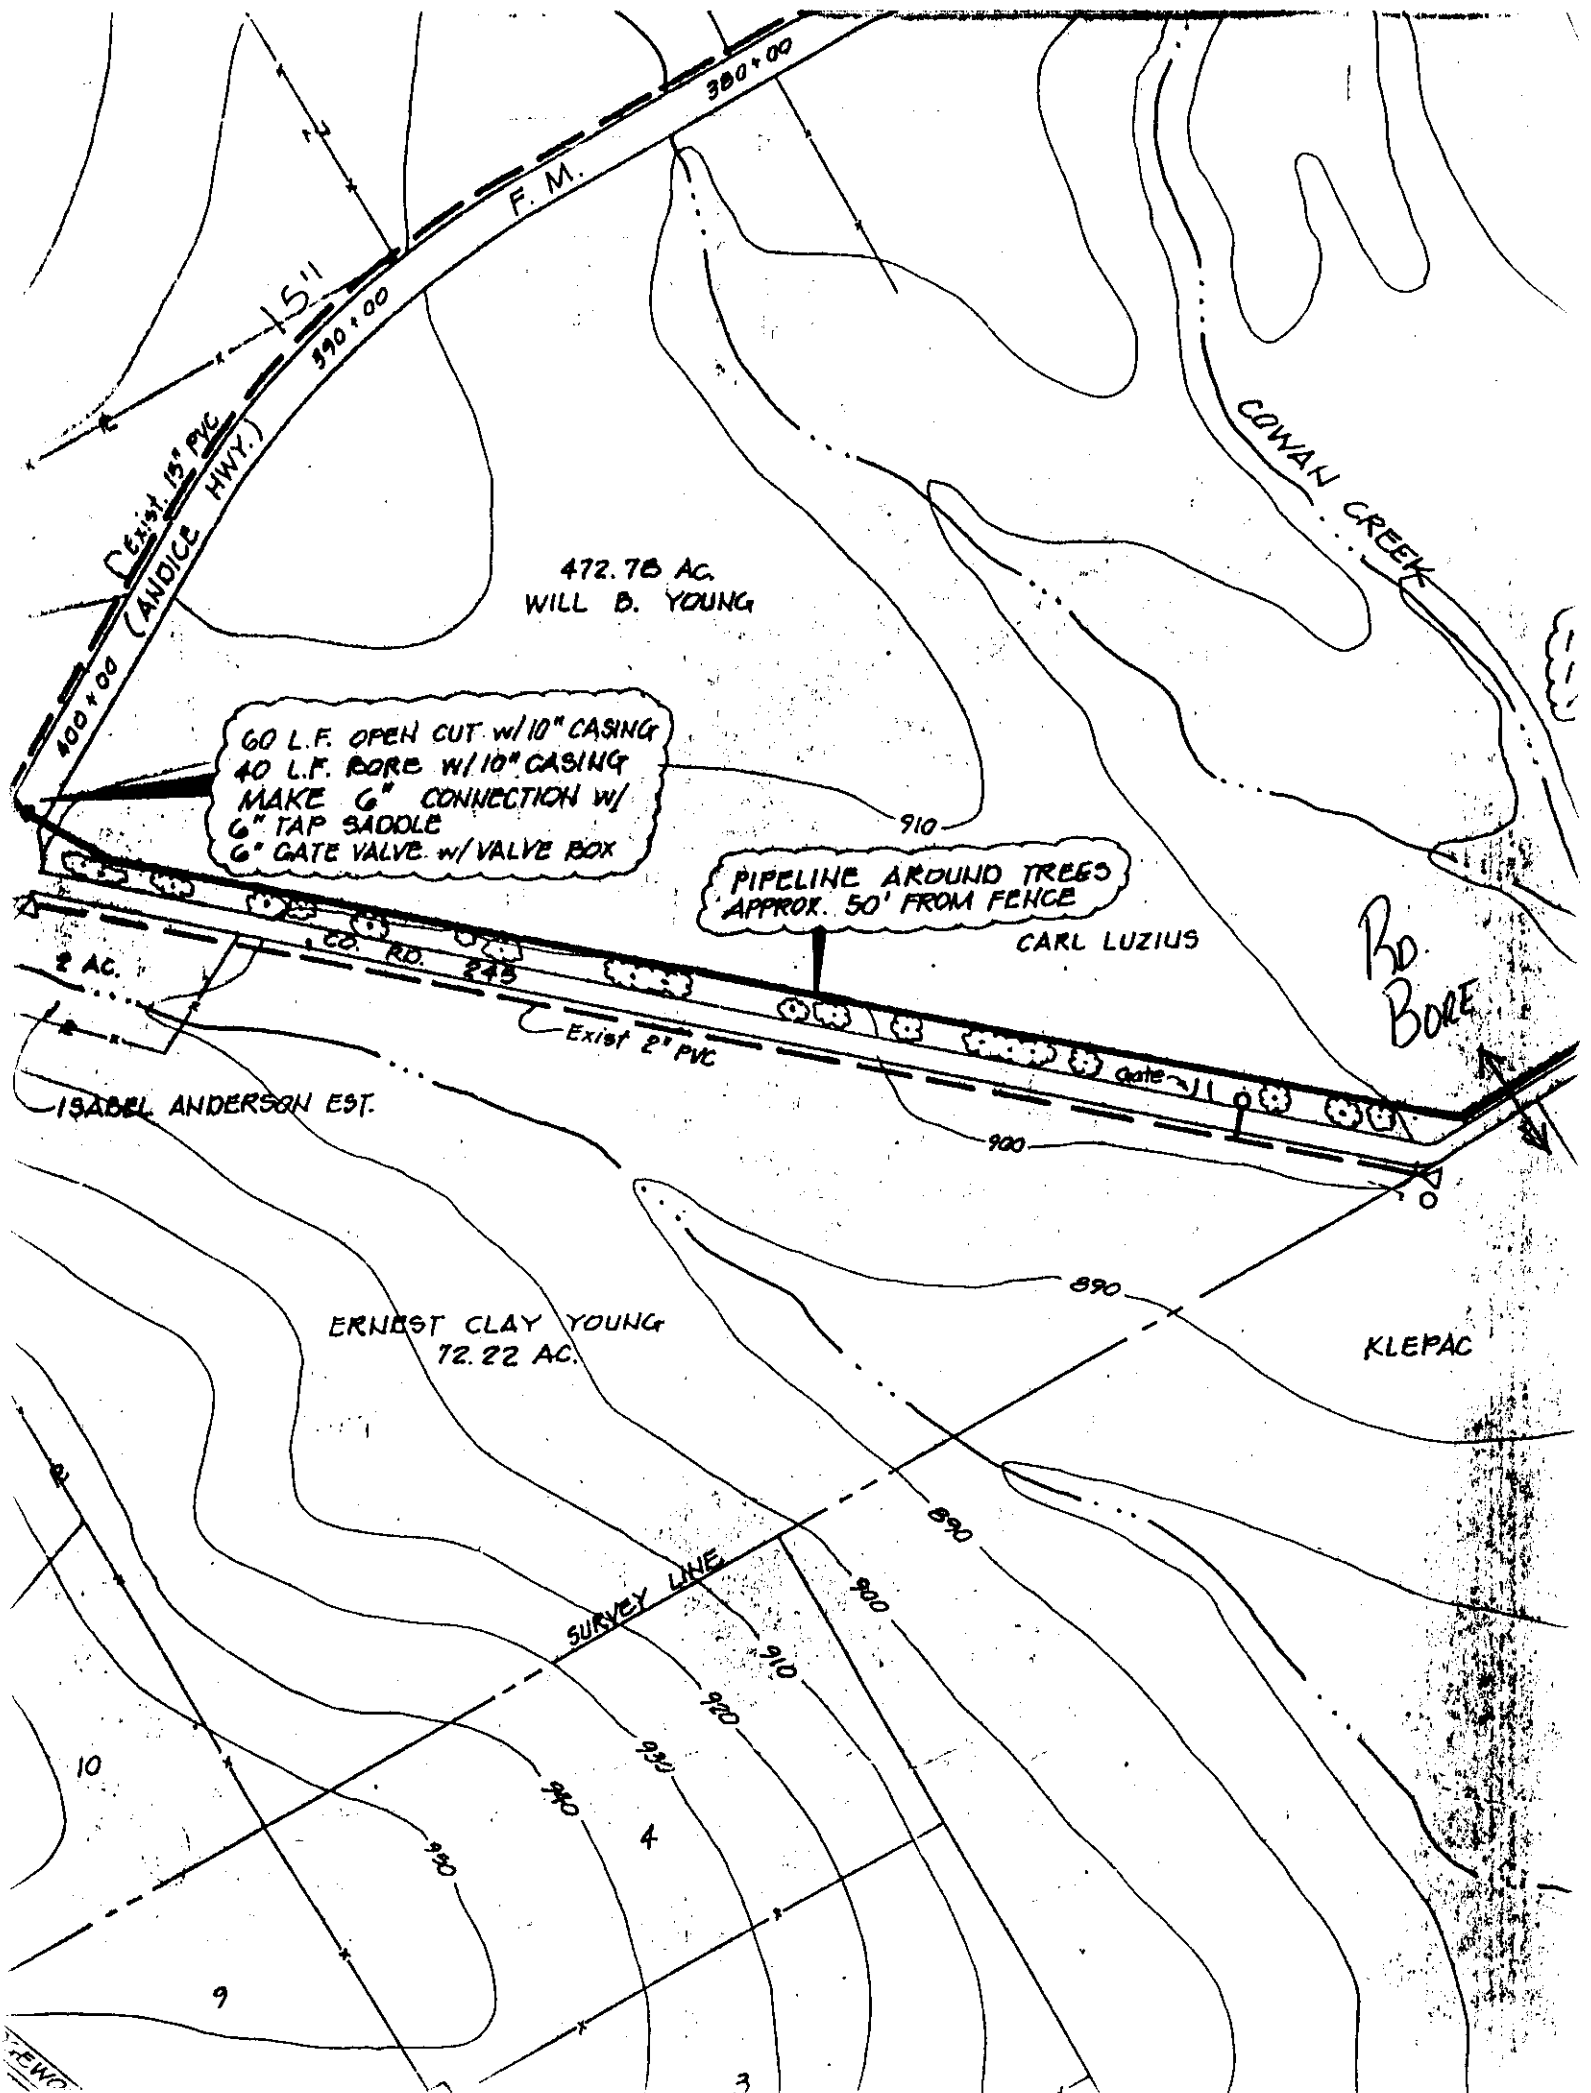 380+00
F. M.
15"
390+00
Exist. 15" PVC
(ANDICE HWY.)
COWAN CREEK
472.78 AC.
WILL B. YOUNG
400+00
60 L.F. OPEN CUT w/10" CASING
40 L.F. BORE W/10" CASING
MAKE 6" CONNECTION W/
6" TAP SADDLE
6" GATE VALVE w/ VALVE BOX
910
PIPELINE AROUND TREES
APPROX. 50' FROM FENCE
CARL LUZIUS
RD.
BORE
CO. RD. 245
2 AC.
Exist 2" PVC
Gate
ISABEL ANDERSON EST.
900
890
ERNEST CLAY YOUNG
72.22 AC.
KLEPAC
890
SURVEY LINE
900
910
920
930
940
950
10
4
9
3